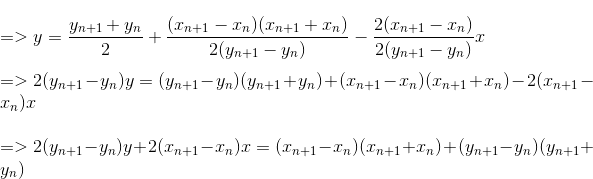 => y = \frac{y_{n+1} + y_n}{2} + \frac{(x_{n+1} - x_n)(x_{n+1} + x_n)}{2(y_{n+1} - y_n)} - \frac{2(x_{n+1} - x_n)}{2(y_{n+1} - y_n)}x
=> 2(y_{n+1} - y_n)y = (y_{n+1} - y_n)(y_{n+1} + y_n) + (x_{n+1} - x_n)(x_{n+1} + x_n) - 2(x_{n+1} -
x_n)x
=> 2(y_{n+1} - y_n)y + 2(x_{n+1} - x_n)x = (x_{n+1} - x_n)(x_{n+1} + x_n) + (y_{n+1} - y_n)(y_{n+1} +
y_n)